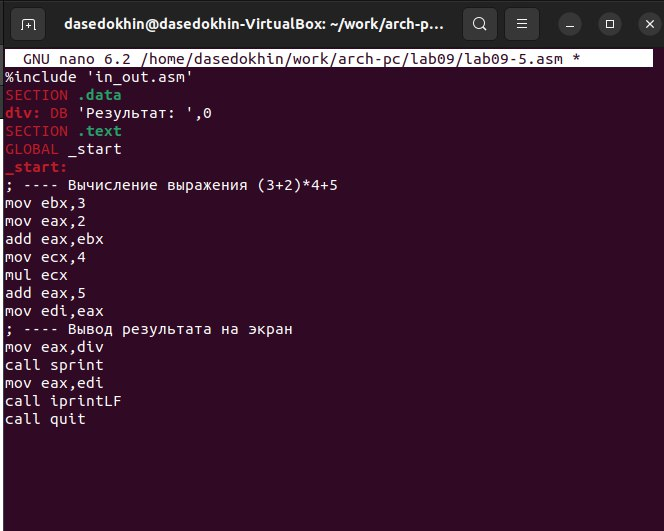 dasedokhin@dasedokhin-VirtualBox: ~/work/arch-p...
GNU nano 6.2 /home/dasedokhin/work/arch-pc/lab09/lab09-5.asm *
%include 'in_out.asm'
SECTION .data
div: DB 'Результат: ',0
SECTION .text
GLOBAL _start
_start:
; ---- Вычисление выражения (3+2)*4+5
mov ebx,3
mov eax,2
add eax,ebx
mov ecx,4
mul ecx
add eax,5
mov edi,eax
; ---- Вывод результата на экран
mov eax,div
call sprint
mov eax,edi
call iprintLF
call quit